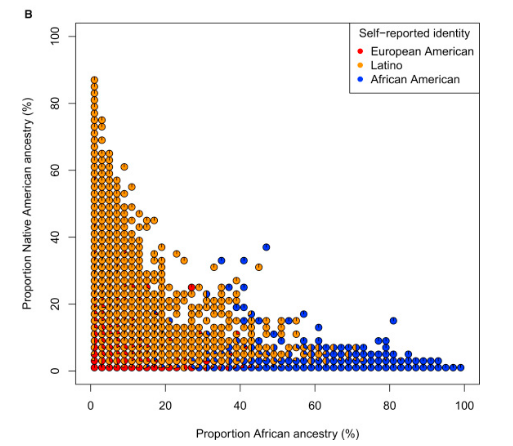 B
Self-reported identity
European American
Latino
African American
Proportion Native American ancestry (%)
100
80
60
40
20
0
0 20 40 60 80 100
Proportion African ancestry (%)